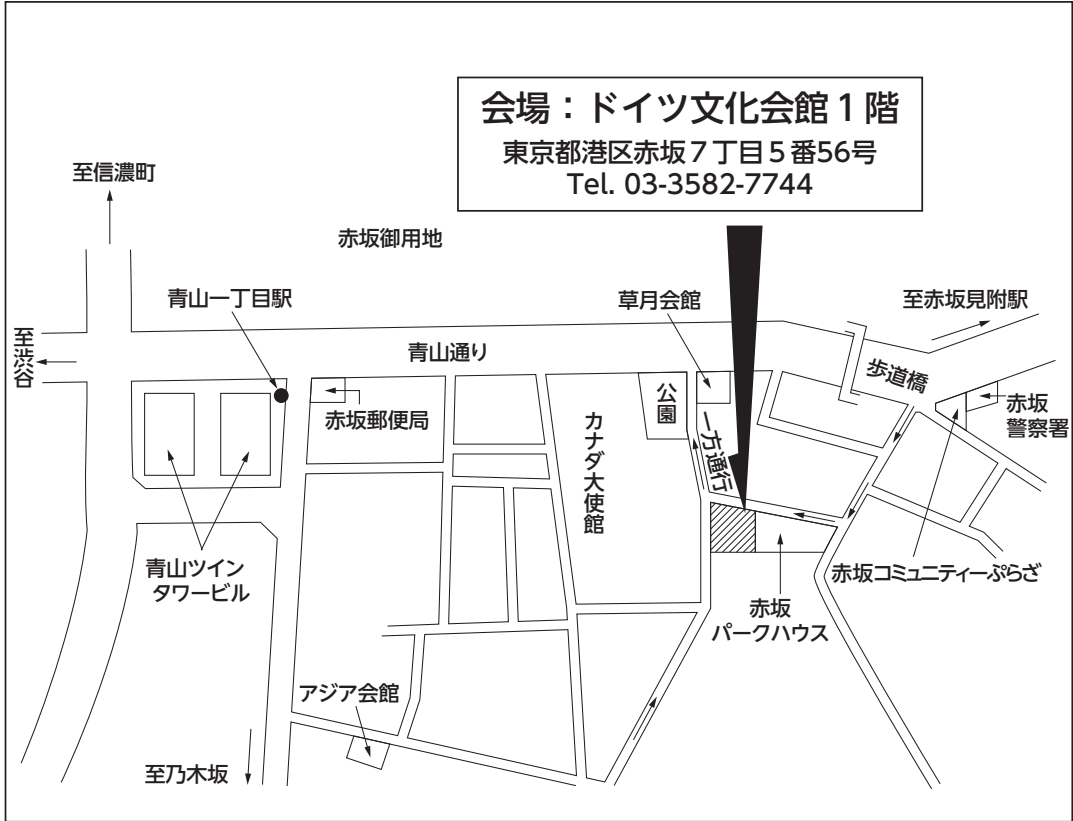 会場：ドイツ文化会館１階
東京都港区赤坂７丁目５番56号
Tel. 03-3582-7744
至信濃町
赤坂御用地
青山一丁目駅
草月会館
至赤坂見附駅
至渋谷
青山通り
歩道橋
公園
赤坂郵便局
赤坂
警察署
カナダ大使館
一方通行
青山ツイン
タワービル
赤坂コミュニティーぷらざ
赤坂
パークハウス
アジア会館
至乃木坂